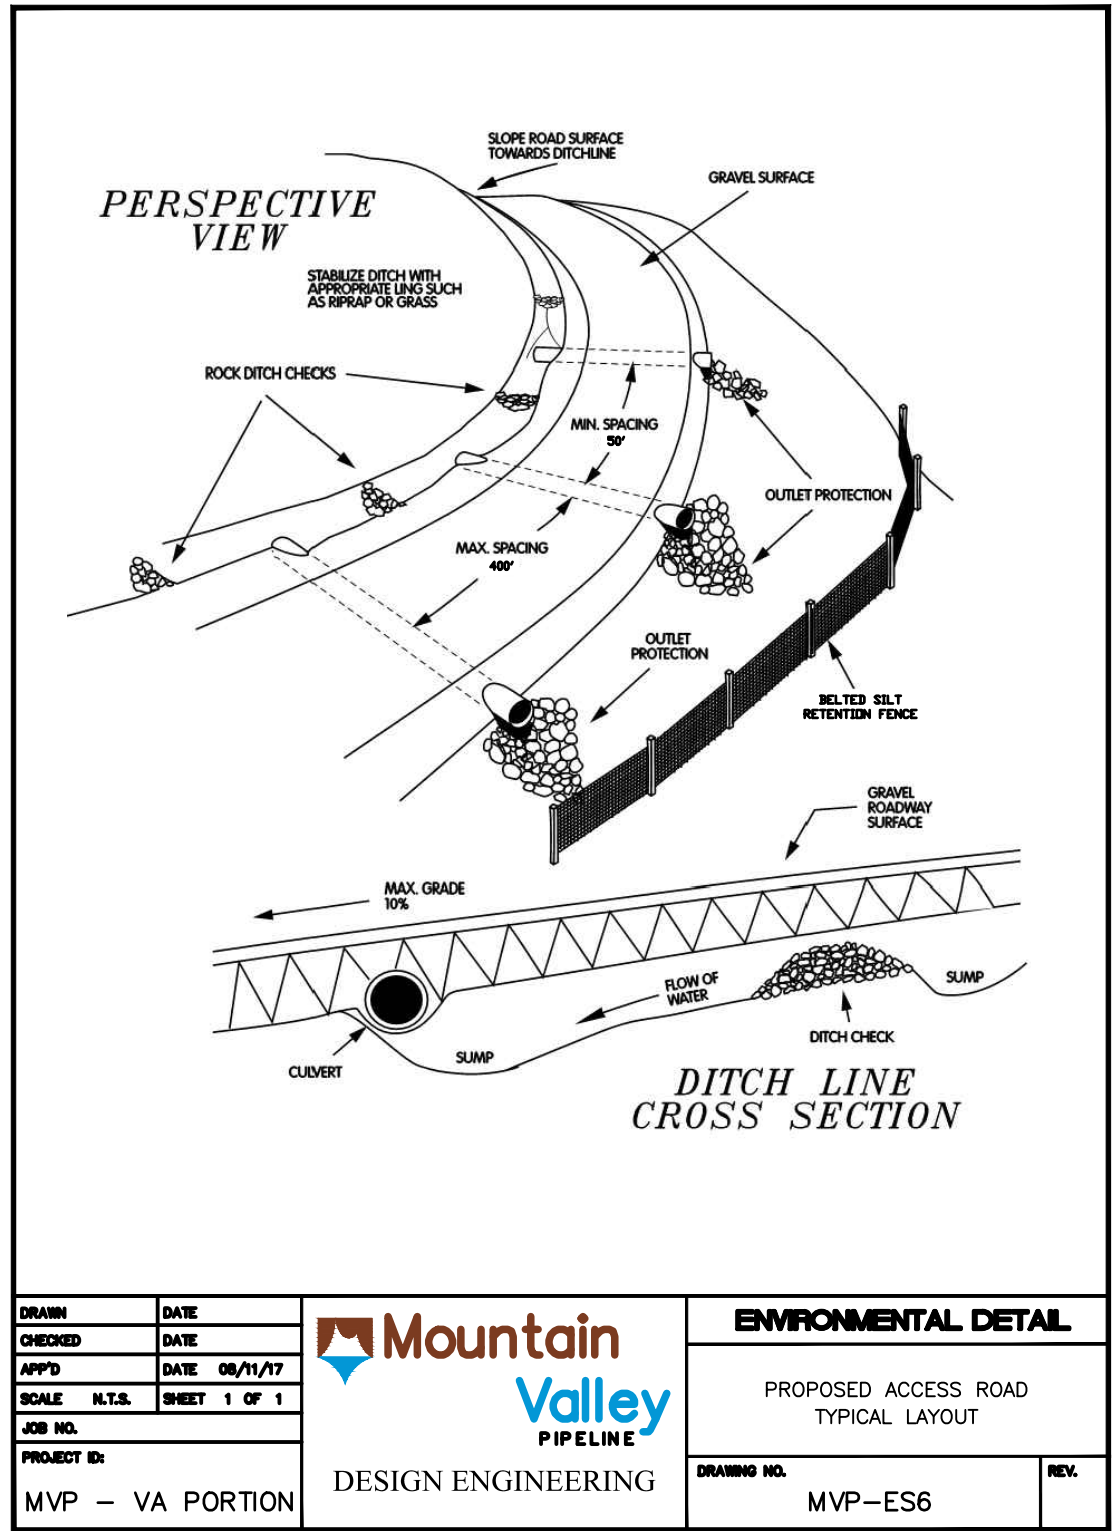 SLOPE ROAD SURFACE
TOWARDS DITCHLINE
GRAVEL SURFACE
PERSPECTIVE
VIEW
STABILIZE DITCH WITH
APPROPRIATE LING SUCH
AS RIPRAP OR GRASS
ROCK DITCH CHECKS
MIN. SPACING
50'
OUTLET PROTECTION
MAX. SPACING
400'
OUTLET
PROTECTION
BELTED SILT
RETENTION FENCE
GRAVEL
ROADWAY
SURFACE
MAX. GRADE
10%
FLOW OF
WATER
SUMP
DITCH CHECK
SUMP
CULVERT
DITCH LINE
CROSS SECTION
DRAWN
DATE
CHECKED
DATE
APP'D
DATE 08/11/17
SCALE N.T.S.
SHEET 1 OF 1
JOB NO.
PROJECT ID:
MVP - VA PORTION
Mountain
Valley
PIPELINE
DESIGN ENGINEERING
ENVIRONMENTAL DETAIL
PROPOSED ACCESS ROAD
TYPICAL LAYOUT
DRAWING NO.
MVP-ES6
REV.